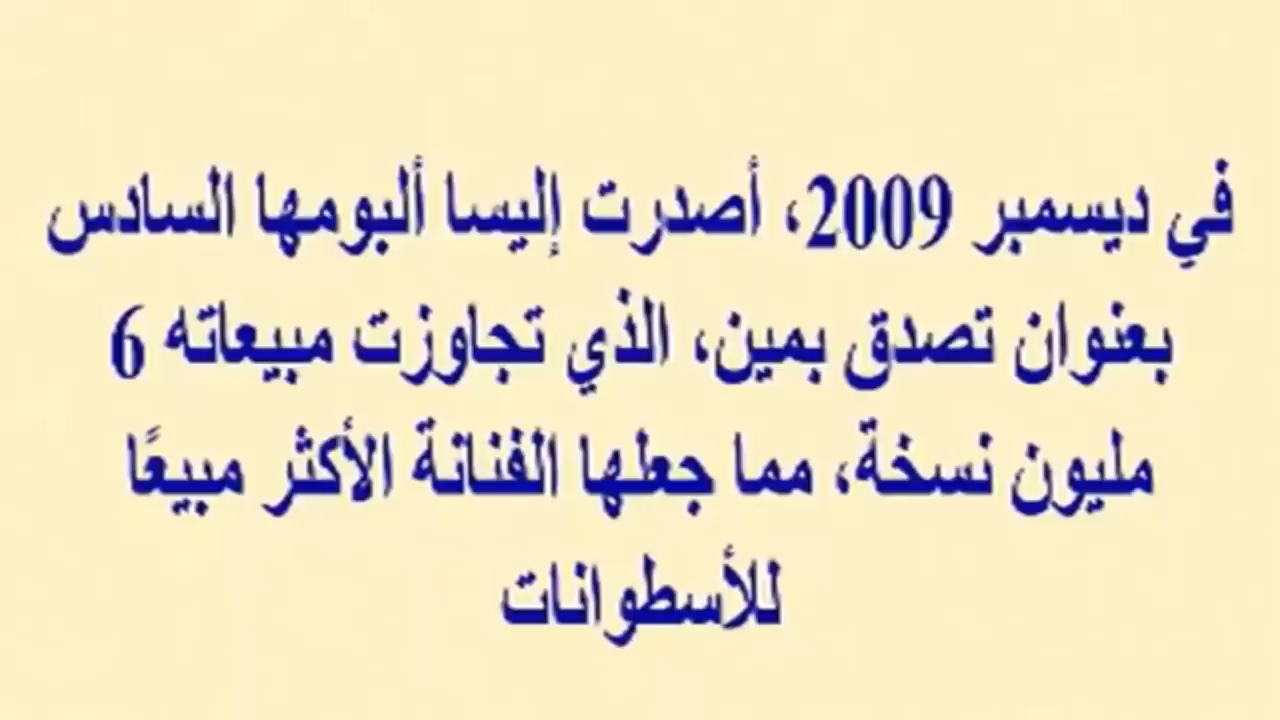 في ديسمبر 2009، أصدرت إليسا ألبومها السادس
بعنوان تصدق بمين، الذي تجاوزت مبيعاته 6
مليون نسخة، مما جعلها الفنانة الأكثر مبيعًا
للأسطوانات